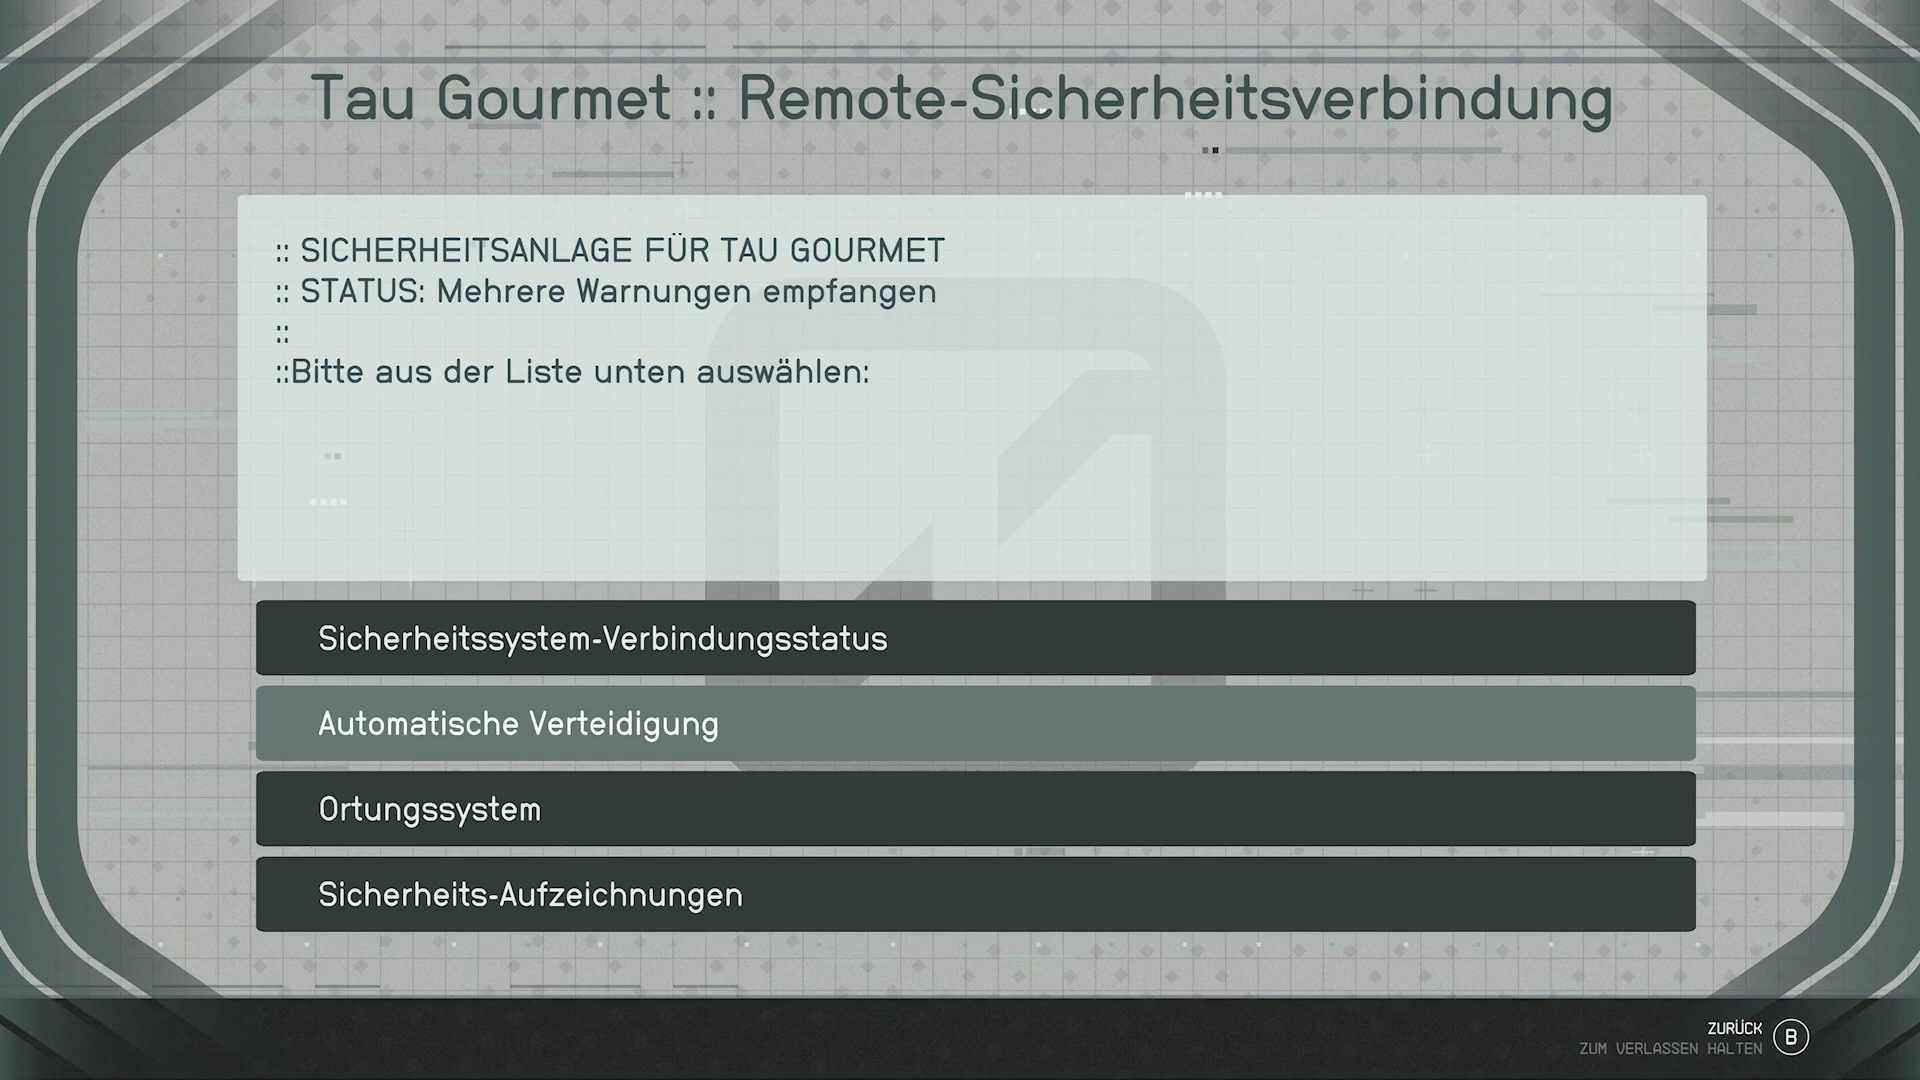 Tau Gourmet :: Remote-Sicherheitsverbindung
:: SICHERHEITSANLAGE FÜR TAU GOURMET
:: STATUS: Mehrere Warnungen empfangen
::
::Bitte aus der Liste unten auswählen:
Sicherheitssystem-Verbindungsstatus
Automatische Verteidigung
Ortungssystem
Sicherheits-Aufzeichnungen
ZURÜCK
ZUM VERLASSEN HALTEN
B